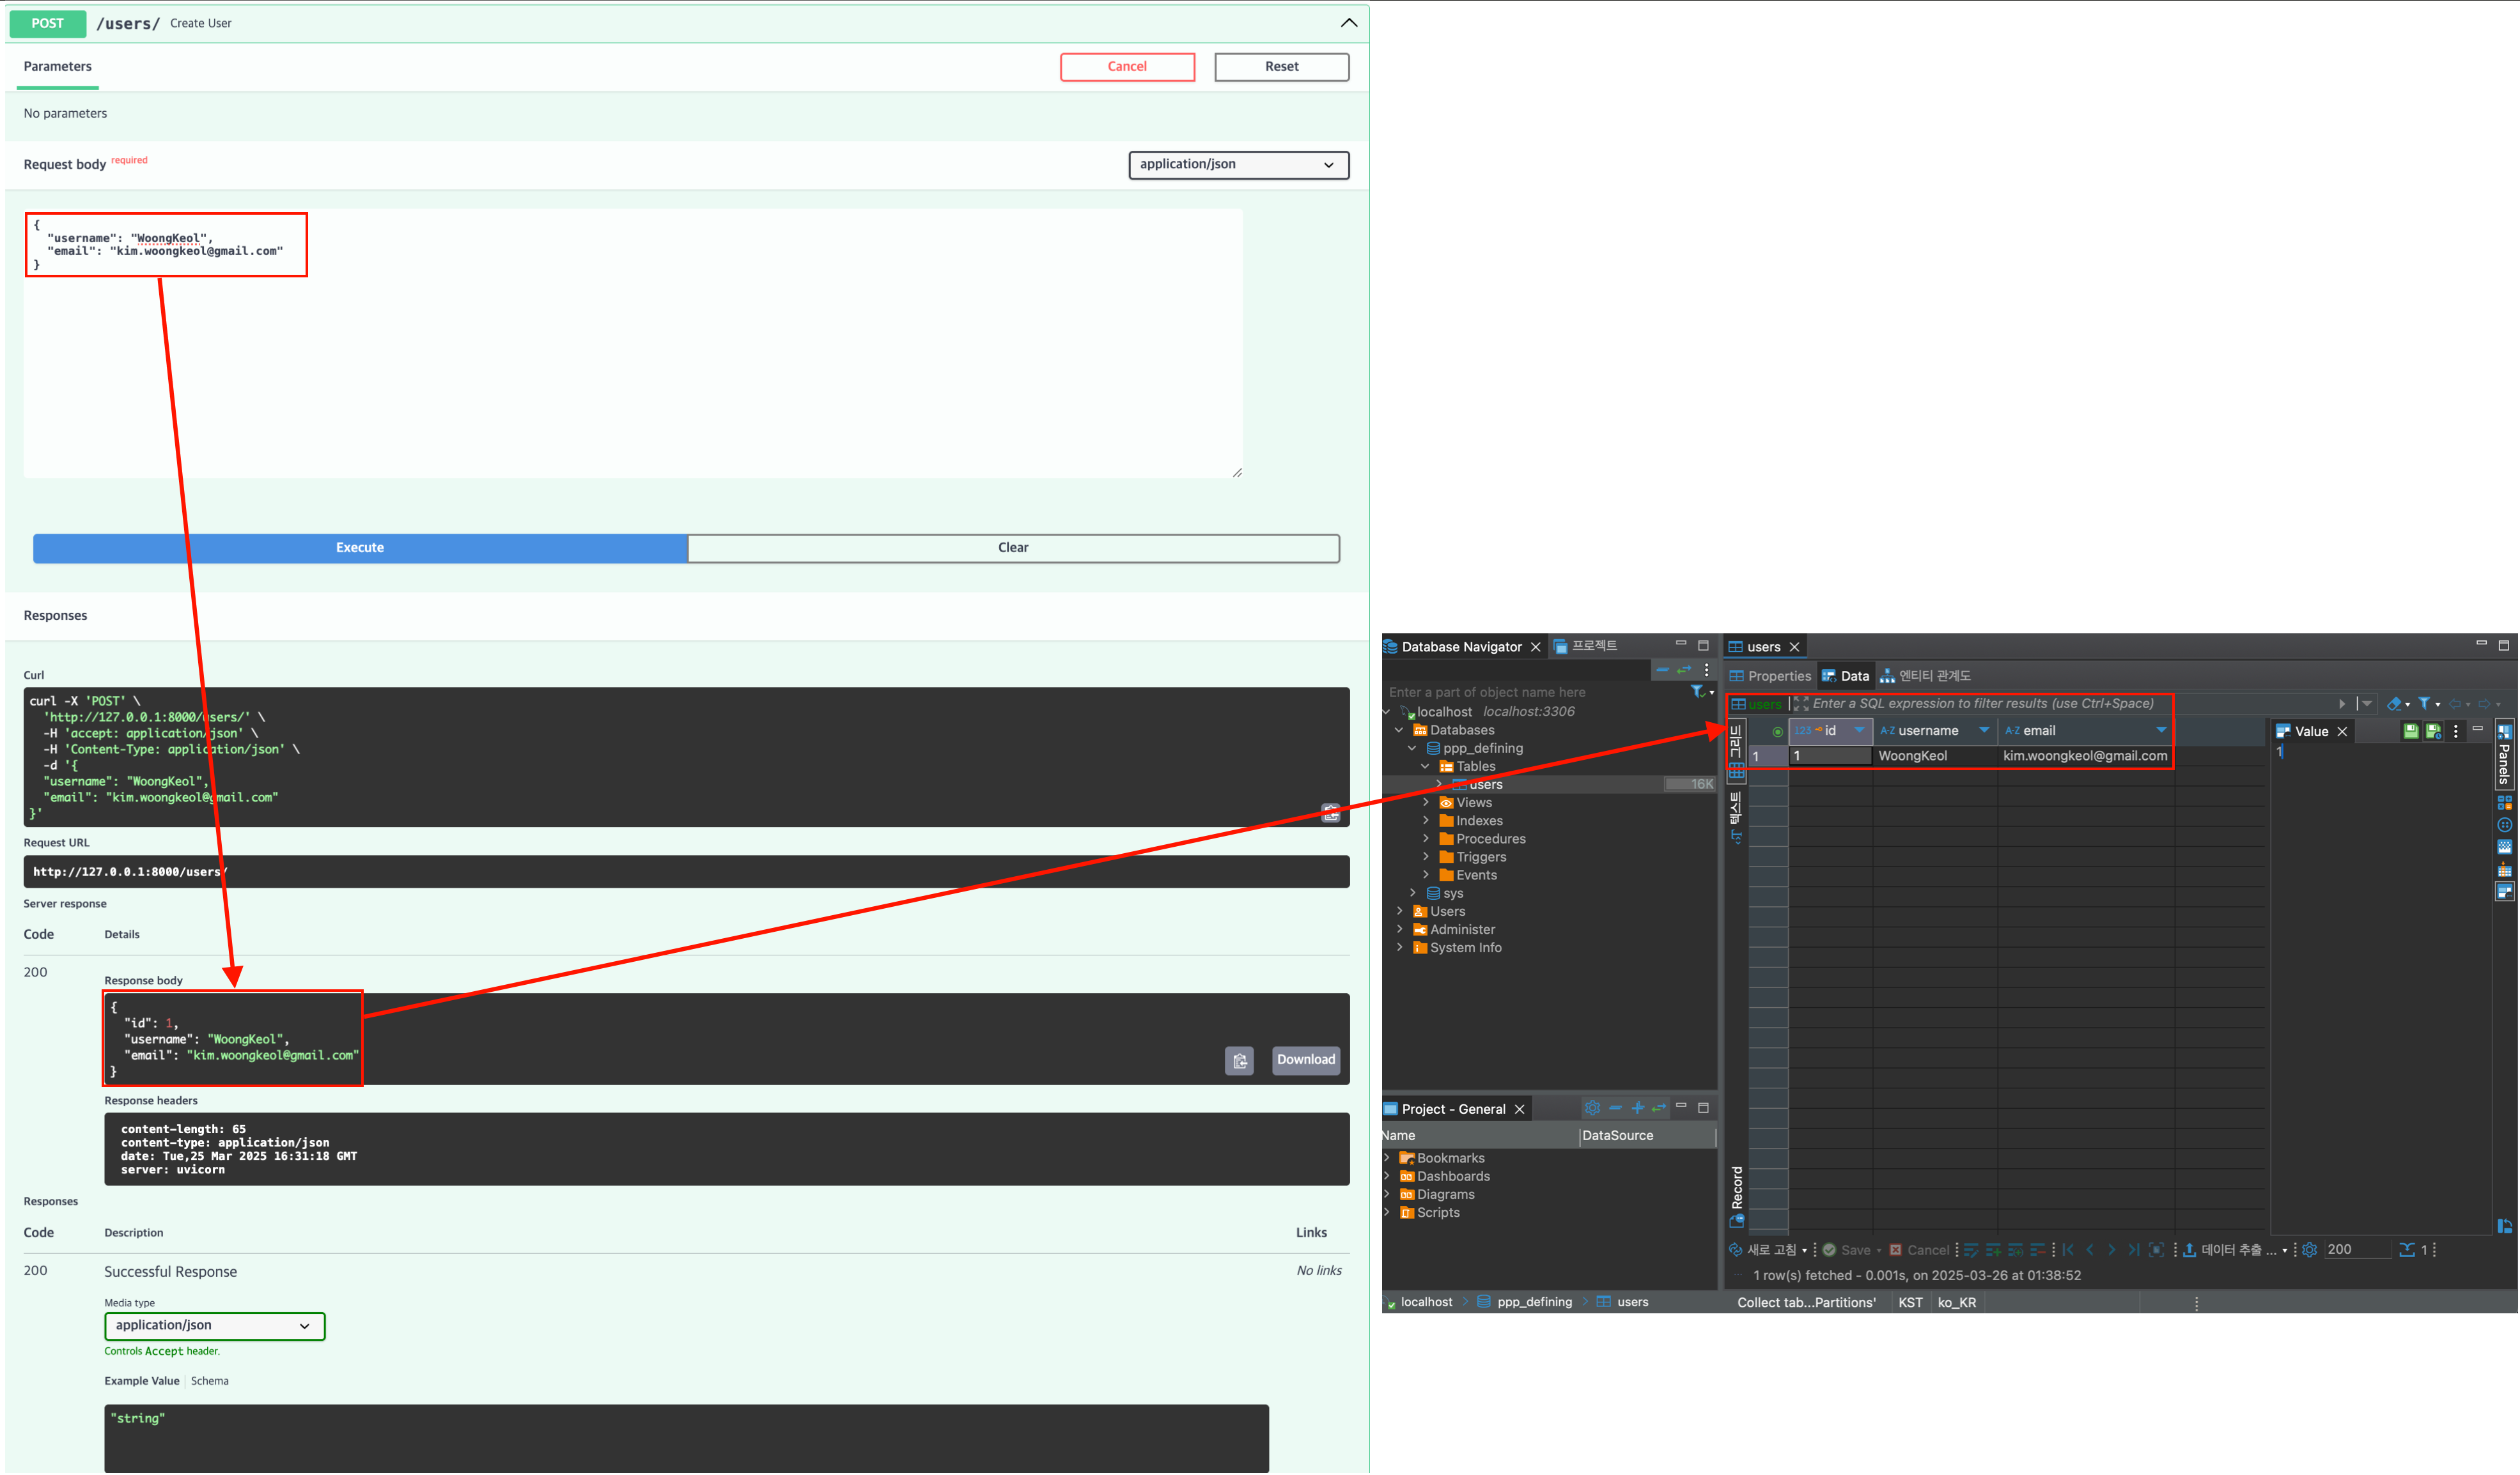 POST /users/ Create User
Parameters
Cancel
Reset
No parameters
Request body required
application/json
{
"username": "WoongKeol",
"email": "kim.woongkeol@gmail.com"
}
Execute
Clear
Responses
Curl
curl -X 'POST' \
'http://127.0.0.1:8000/users/' \
-H 'accept: application/json' \
-H 'Content-Type: application/json' \
-d '{
"username": "WoongKeol",
"email": "kim.woongkeol@gmail.com"
}'
Request URL
http://127.0.0.1:8000/users/
Server response
Code Details
200
Response body
{
"id": 1,
"username": "WoongKeol",
"email": "kim.woongkeol@gmail.com"
}
Download
Response headers
content-length: 65
content-type: application/json
date: Tue,25 Mar 2025 16:31:18 GMT
server: uvicorn
Responses
Code Description Links
200 Successful Response No links
Media type
application/json
Controls Accept header.
Example Value Schema
"string"
Database Navigator 프로젝트
Enter a part of object name here
localhost localhost:3306
Databases
ppp_defining
Tables
users 16K
Views
Indexes
Procedures
Triggers
Events
sys
Users
Administer
System Info
Project - General
Name DataSource
Bookmarks
Dashboards
Diagrams
Scripts
users
Properties Data 엔티티 관계도
users Enter a SQL expression to filter results (use Ctrl+Space)
그리드
텍스트
Record
123 id A-Z username A-Z email
1 1 WoongKeol kim.woongkeol@gmail.com
Value
1
Panels
새로 고침 Save Cancel 데이터 추출 ... 200 1
1 row(s) fetched - 0.001s, on 2025-03-26 at 01:38:52
localhost ppp_defining users
Collect tab...Partitions' KST ko_KR